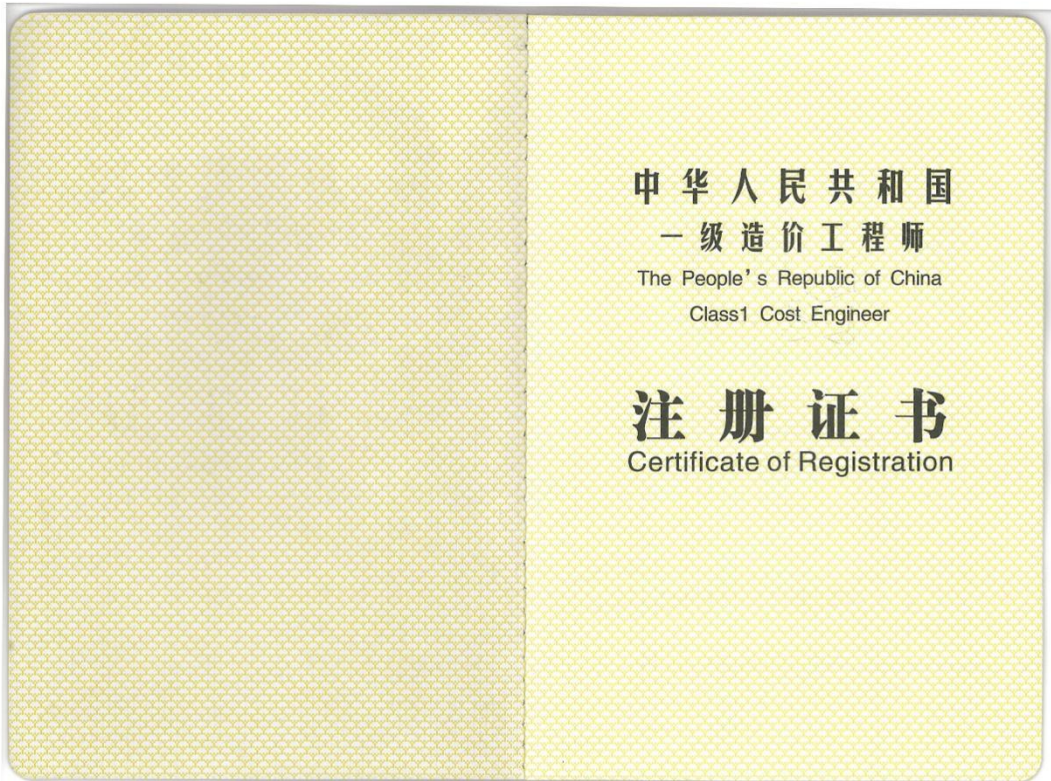 中华人民共和国
一级造价工程师
The People's Republic of China
Class1 Cost Engineer
注册证书
Certificate of Registration